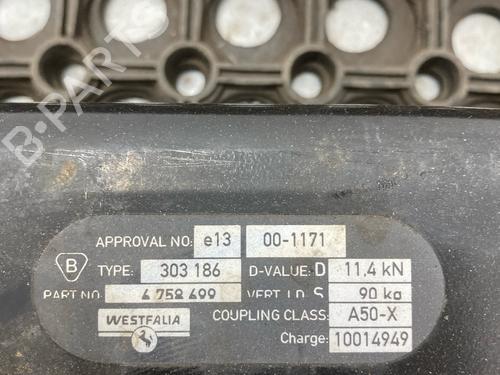 B-PARTS
APPROVAL NO: e13 00-1171
B TYPE: 303 186 D-VALUE: D 11,4 kN
PART NO. 4 758 499 VERT. LD. S 90 kg
WESTFALIA COUPLING CLASS: A50-X
Charge: 10014949